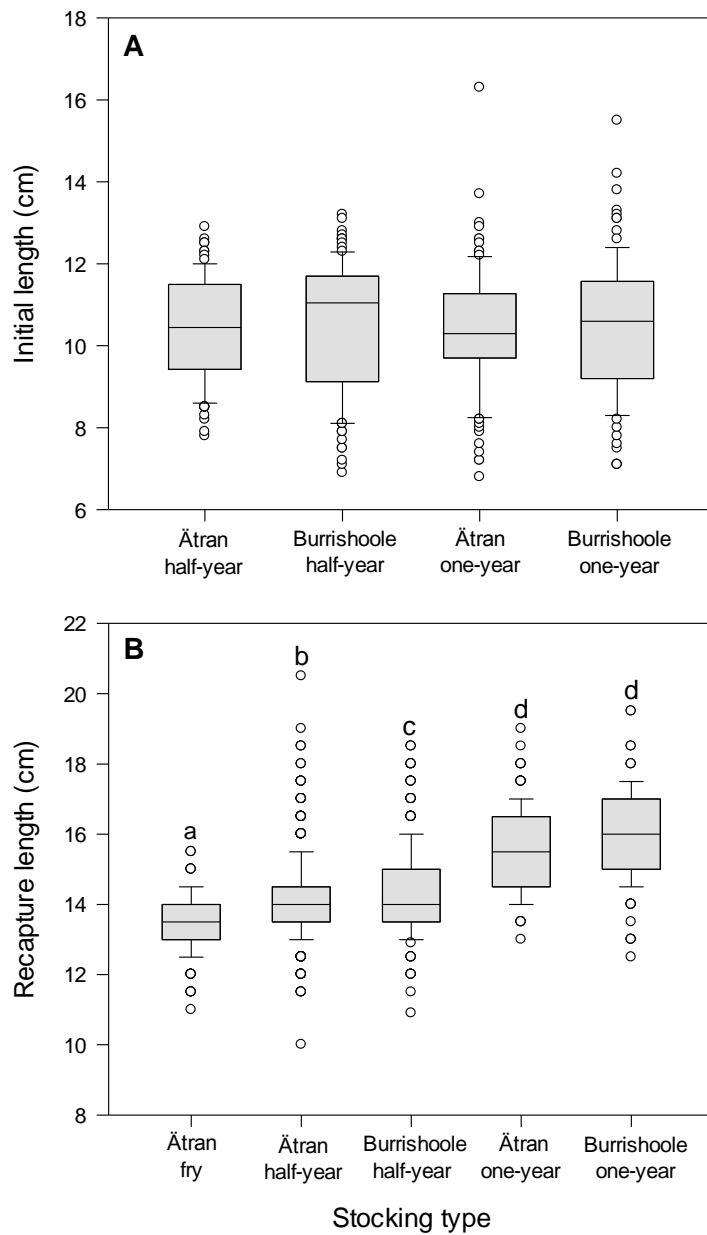 A
18
16
14
12
10
8
6
Initial length (cm)
Ätran
half-year
Burrishoole
half-year
Ätran
one-year
Burrishoole
one-year
B
22
20
18
16
14
12
10
8
Recapture length (cm)
a
b
c
d
d
Ätran
fry
Ätran
half-year
Burrishoole
half-year
Ätran
one-year
Burrishoole
one-year
Stocking type